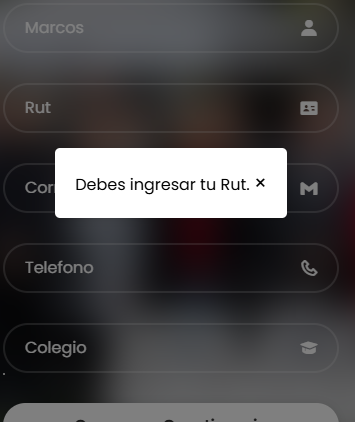 Marcos
Rut
Debes ingresar tu Rut. ×
Telefono
Colegio